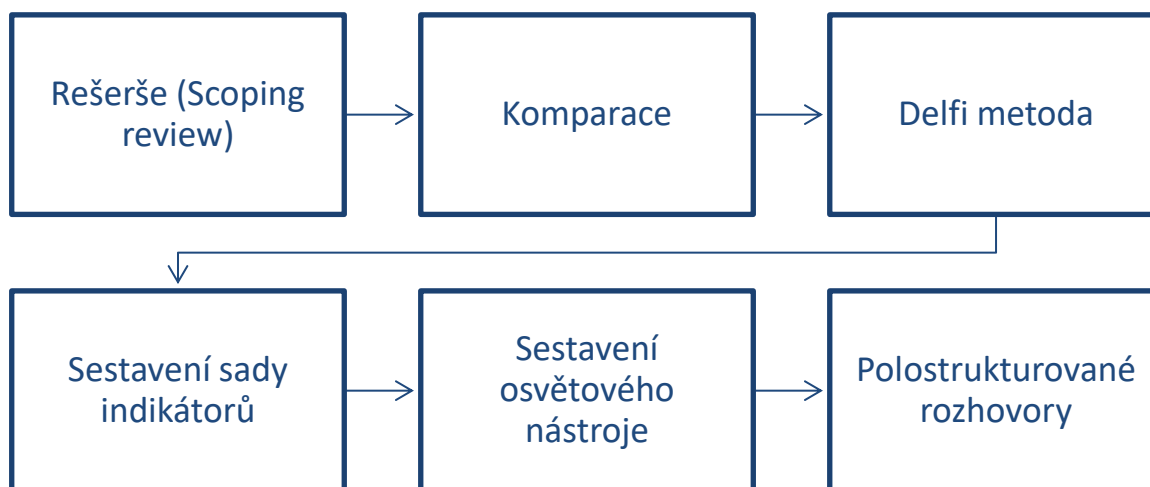 Rešerše (Scoping
review)
Komparace
Delfi metoda
Sestavení sady
indikátorů
Sestavení
osvětového
nástroje
Polostrukturované
rozhovory